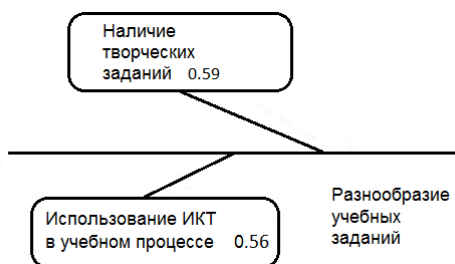 Наличие
творческих
заданий 0.59
Использование ИКТ
в учебном процессе 0.56
Разнообразие
учебных
заданий